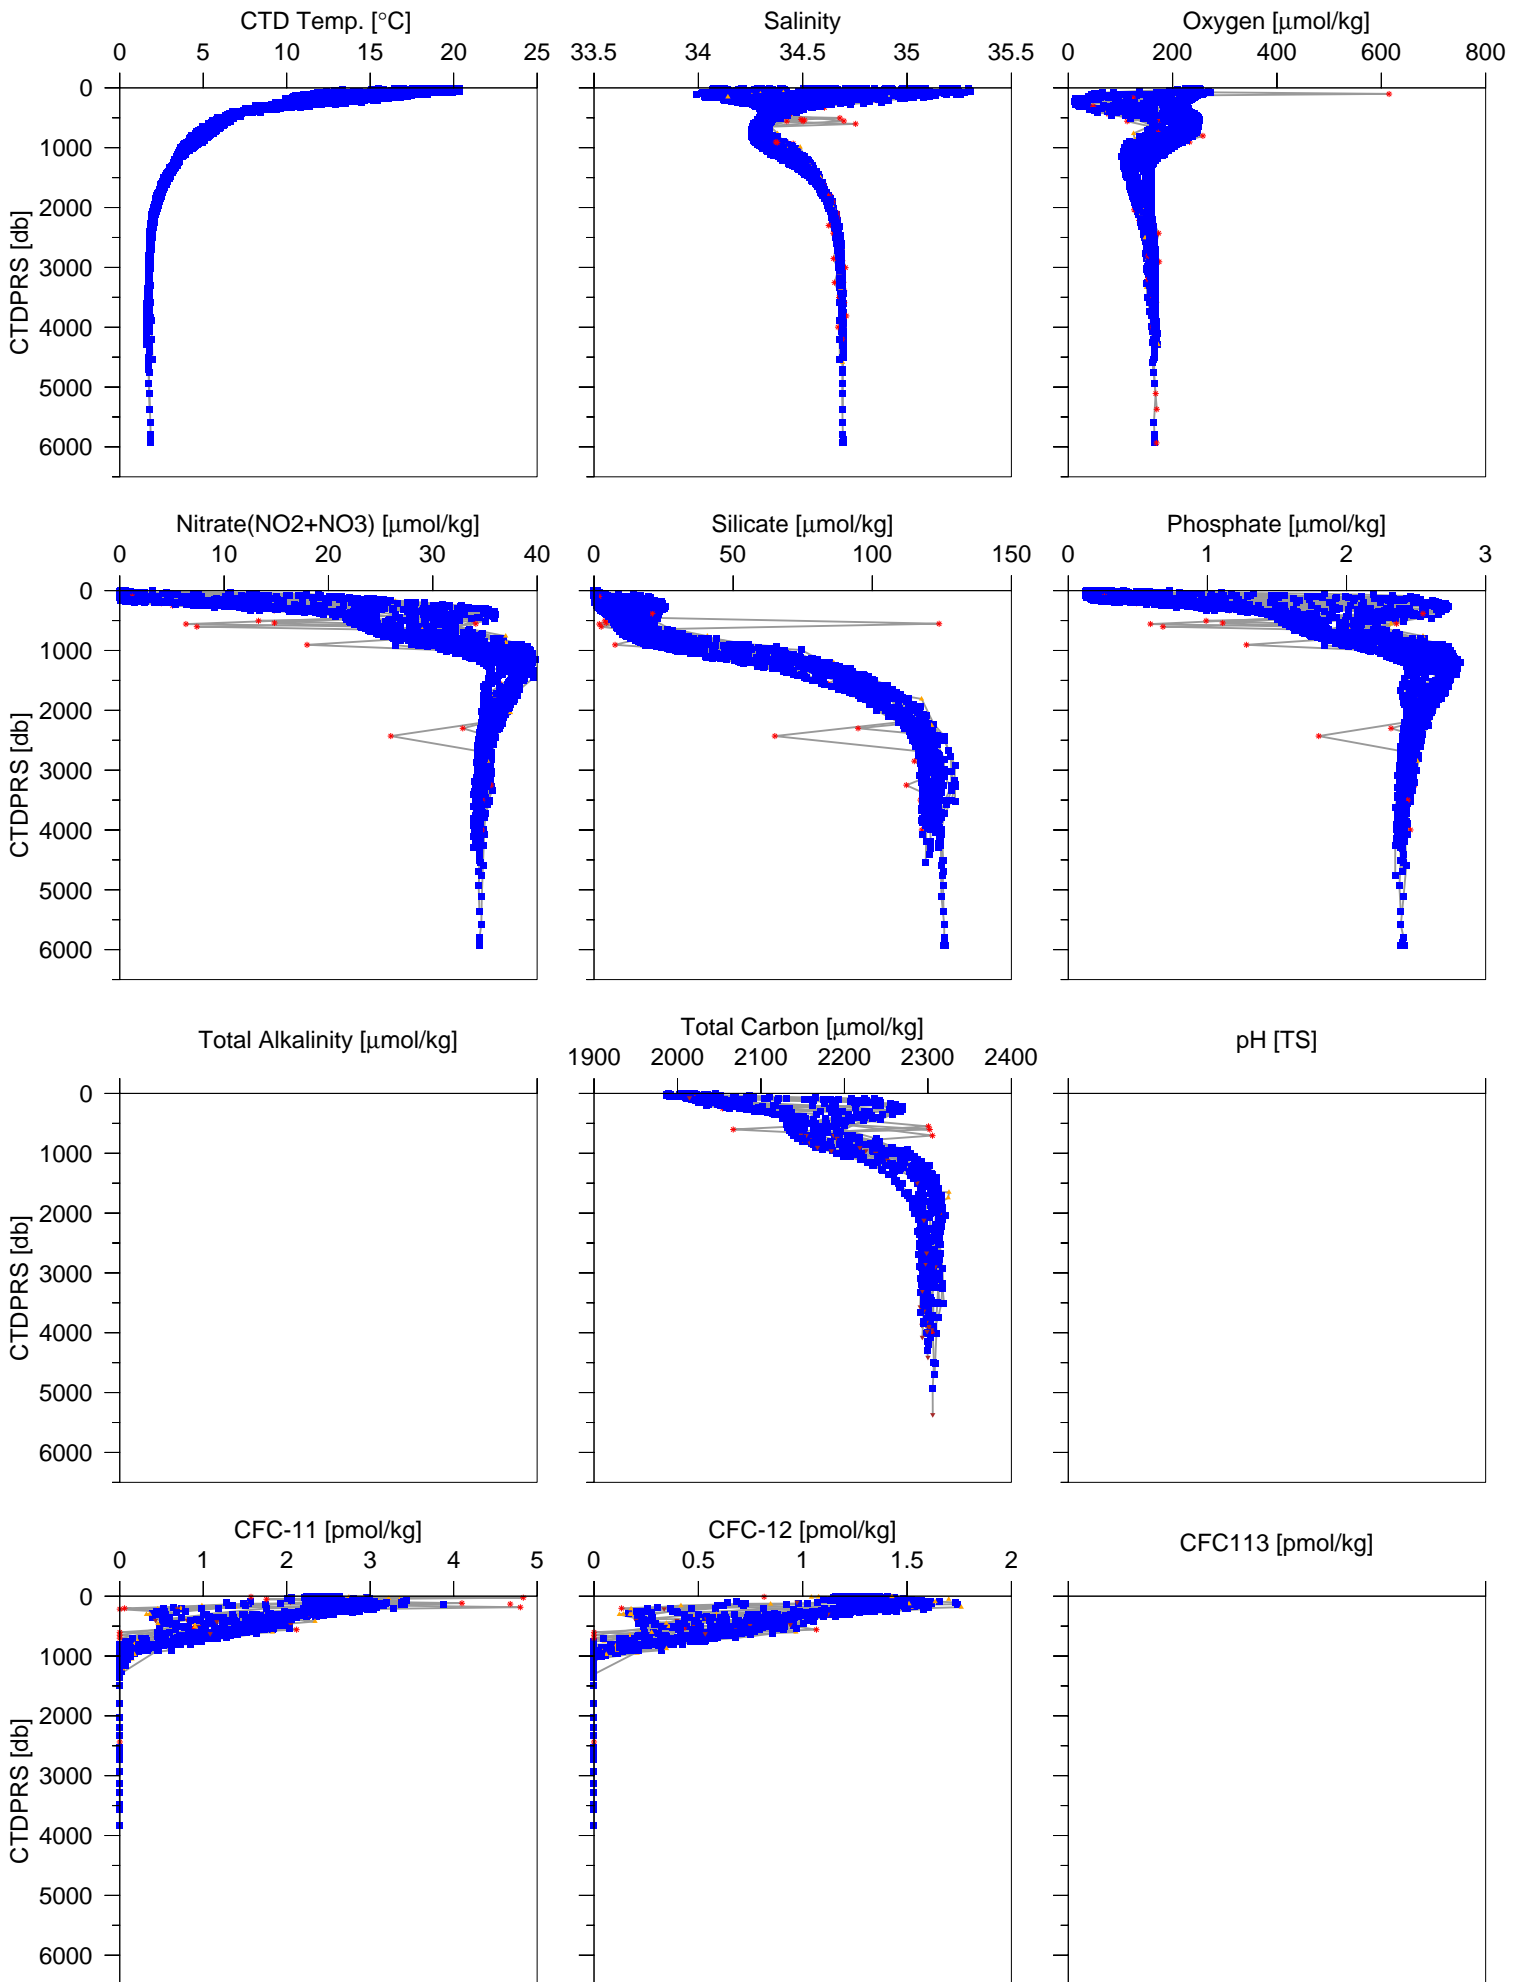 CTD Temp. [°C] Salinity Oxygen [μmol/kg]
0 5 10 15 20 25 33.5 34 34.5 35 35.5 0 200 400 600 800
0
1000
2000
3000
4000
5000
6000
CTDPRS [db]
Nitrate(NO2+NO3) [μmol/kg] Silicate [μmol/kg] Phosphate [μmol/kg]
0 10 20 30 40 0 50 100 150 0 1 2 3
0
1000
2000
3000
4000
5000
6000
CTDPRS [db]
Total Alkalinity [μmol/kg] Total Carbon [μmol/kg] pH [TS]
1900 2000 2100 2200 2300 2400
0
1000
2000
3000
4000
5000
6000
CTDPRS [db]
CFC-11 [pmol/kg] CFC-12 [pmol/kg] CFC113 [pmol/kg]
0 1 2 3 4 5 0 0.5 1 1.5 2
0
1000
2000
3000
4000
5000
6000
CTDPRS [db]